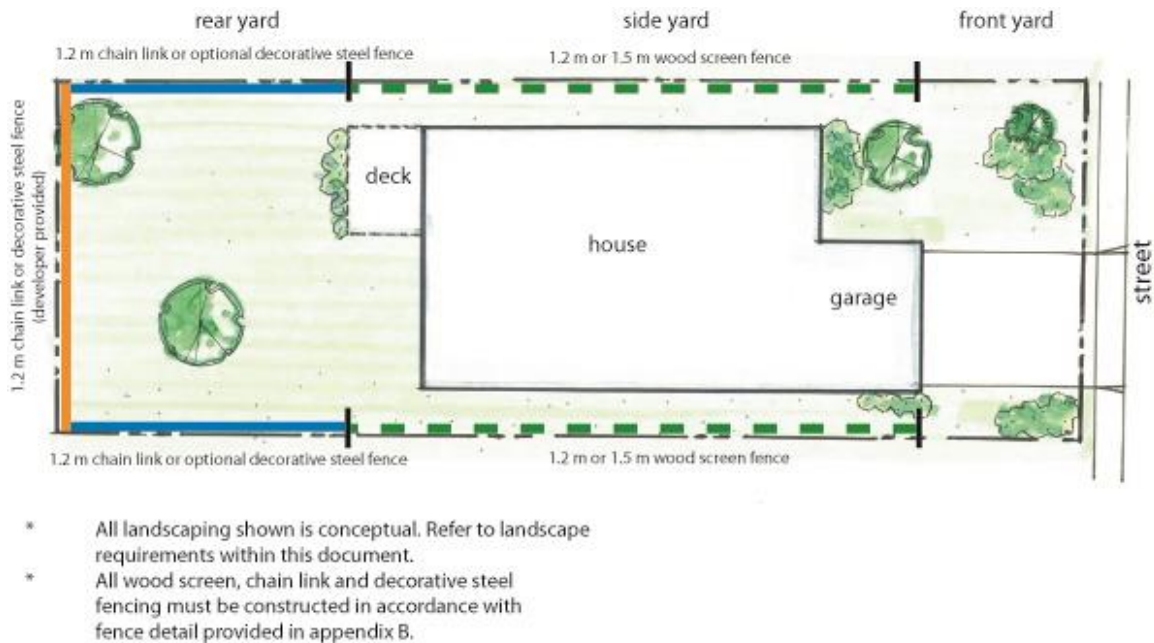 rear yard
side yard
front yard
1.2 m chain link or optional decorative steel fence
1.2 m or 1.5 m wood screen fence
1.2 m chain link or decorative steel fence
(developer provided)
deck
house
garage
street
1.2 m chain link or optional decorative steel fence
1.2 m or 1.5 m wood screen fence
* All landscaping shown is conceptual. Refer to landscape
requirements within this document.
* All wood screen, chain link and decorative steel
fencing must be constructed in accordance with
fence detail provided in appendix B.